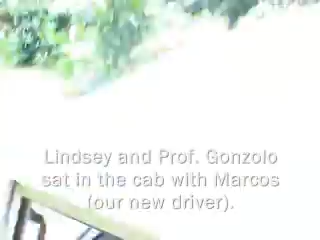 Lindsey and Prof. Gonzolo
sat in the cab with Marcos
(our new driver).